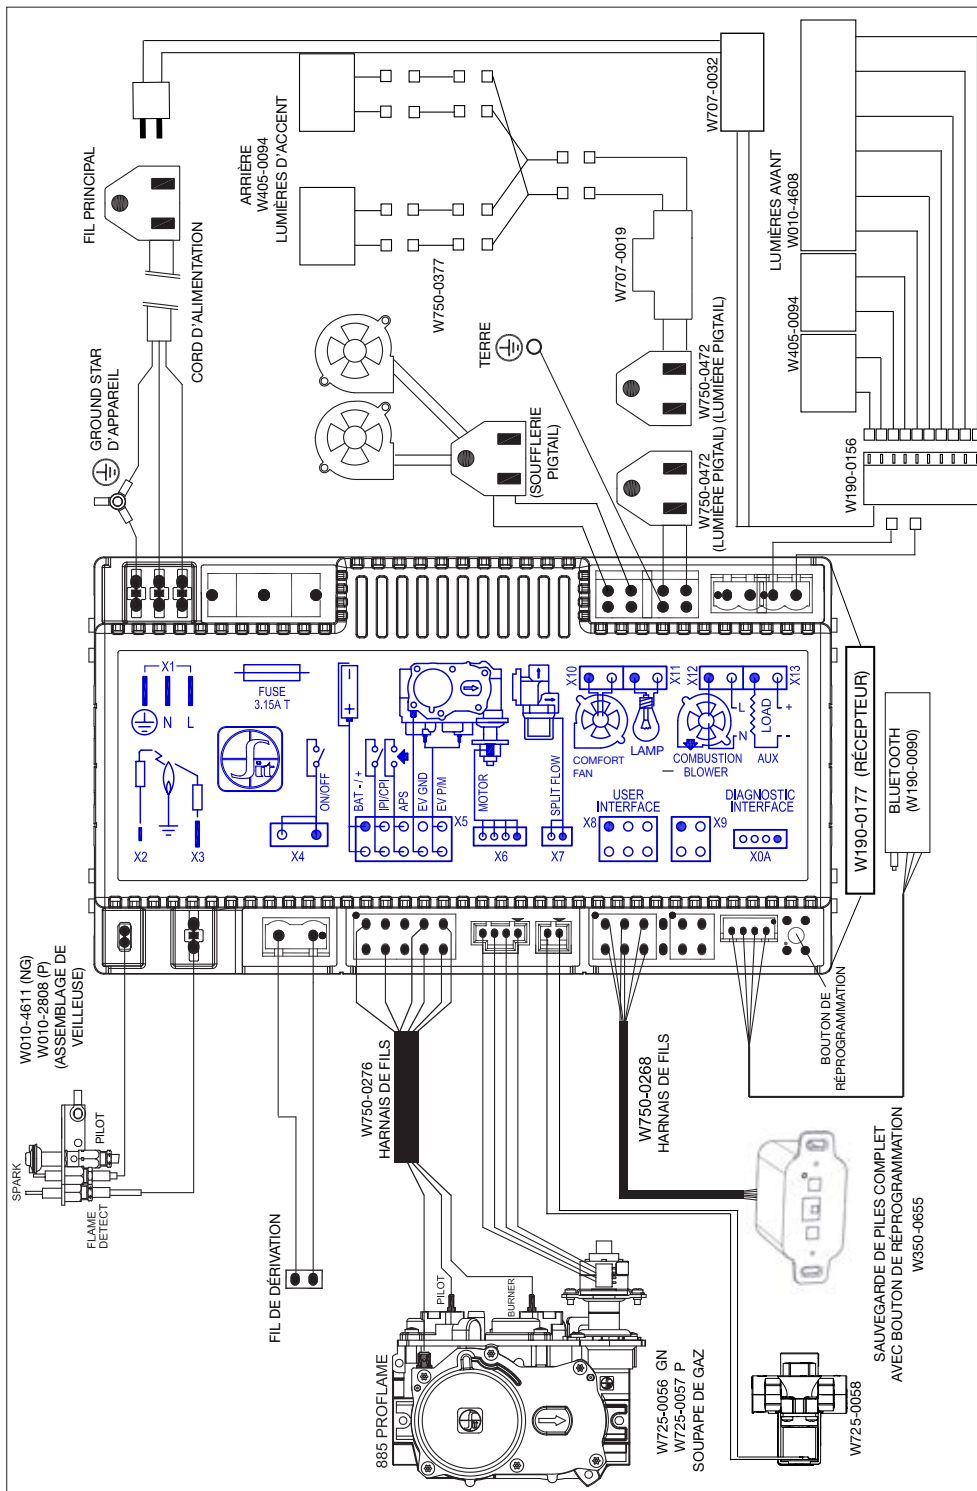 FIL PRINCIPAL
CORD D'ALIMENTATION
GROUND STAR
D'APPAREIL
ARRIÈRE
W405-0094
LUMIÈRES D'ACCENT
W750-0377
W707-0032
W707-0019
LUMIÈRES AVANT
W010-4608
W405-0094
W190-0156
TERRE
(SOUFFLERIE
PIGTAIL)
W750-0472
(LUMIÈRE PIGTAIL)
W750-0472
(LUMIÈRE PIGTAIL)
X1
N
L
X2
X3
FUSE
3.15A T
Sit
ON/OFF
X4
BAT - / +
IPI/CPI
APS
EV GND
EV P/M
X5
MOTOR
X6
SPLIT FLOW
X7
X10
X11
COMFORT
FAN
LAMP
X12
X13
L
N
COMBUSTION
BLOWER
LOAD
+
-
AUX
USER
INTERFACE
X8
X9
DIAGNOSTIC
INTERFACE
X0A
W190-0177 (RÉCEPTEUR)
BLUETOOTH
(W190-0090)
W010-4611 (NG)
W010-2808 (P)
(ASSEMBLAGE DE
VEILLEUSE)
SPARK
PILOT
FLAME
DETECT
FIL DE DÉRIVATION
W750-0276
HARNAIS DE FILS
W750-0268
HARNAIS DE FILS
BOUTON DE
RÉPROGRAMMATION
885 PROFLAME
PILOT
BURNER
W725-0056 GN
W725-0057 P
SOUPAPE DE GAZ
W725-0058
SAUVEGARDE DE PILES COMPLET
AVEC BOUTON DE RÉPROGRAMMATION
W350-0655